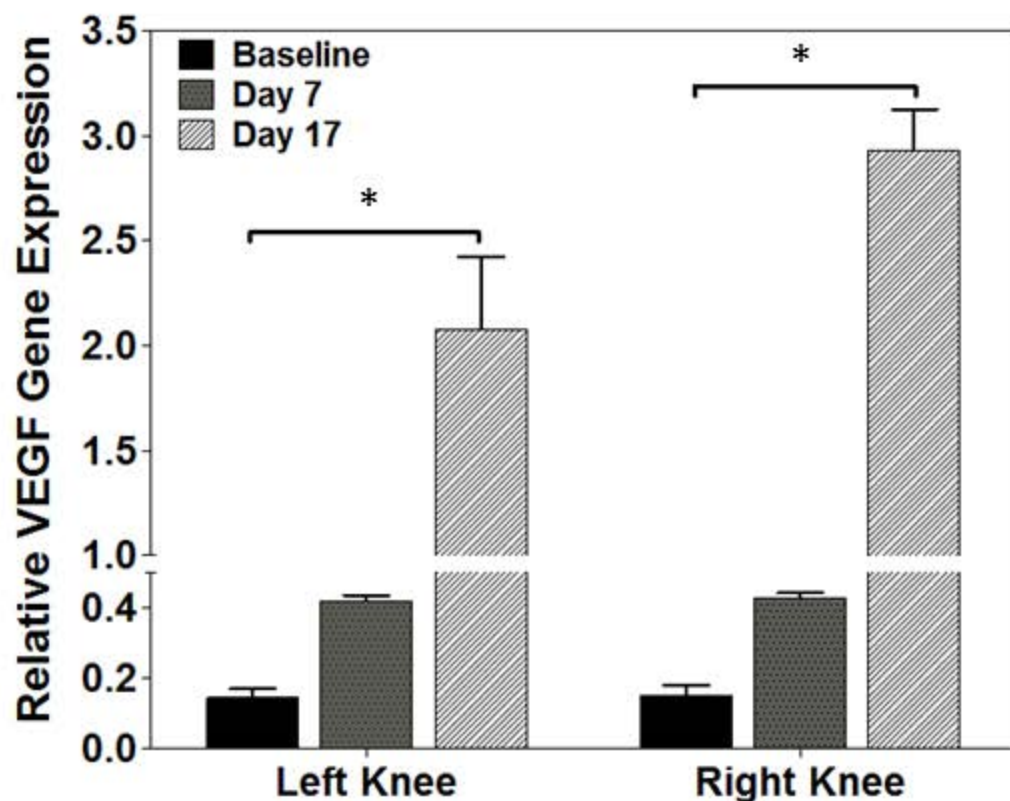 Relative VEGF Gene Expression
3.5
3.0
2.5
2.0
1.5
1.0
0.4
0.2
0.0
Baseline
Day 7
Day 17
*
*
Left Knee
Right Knee